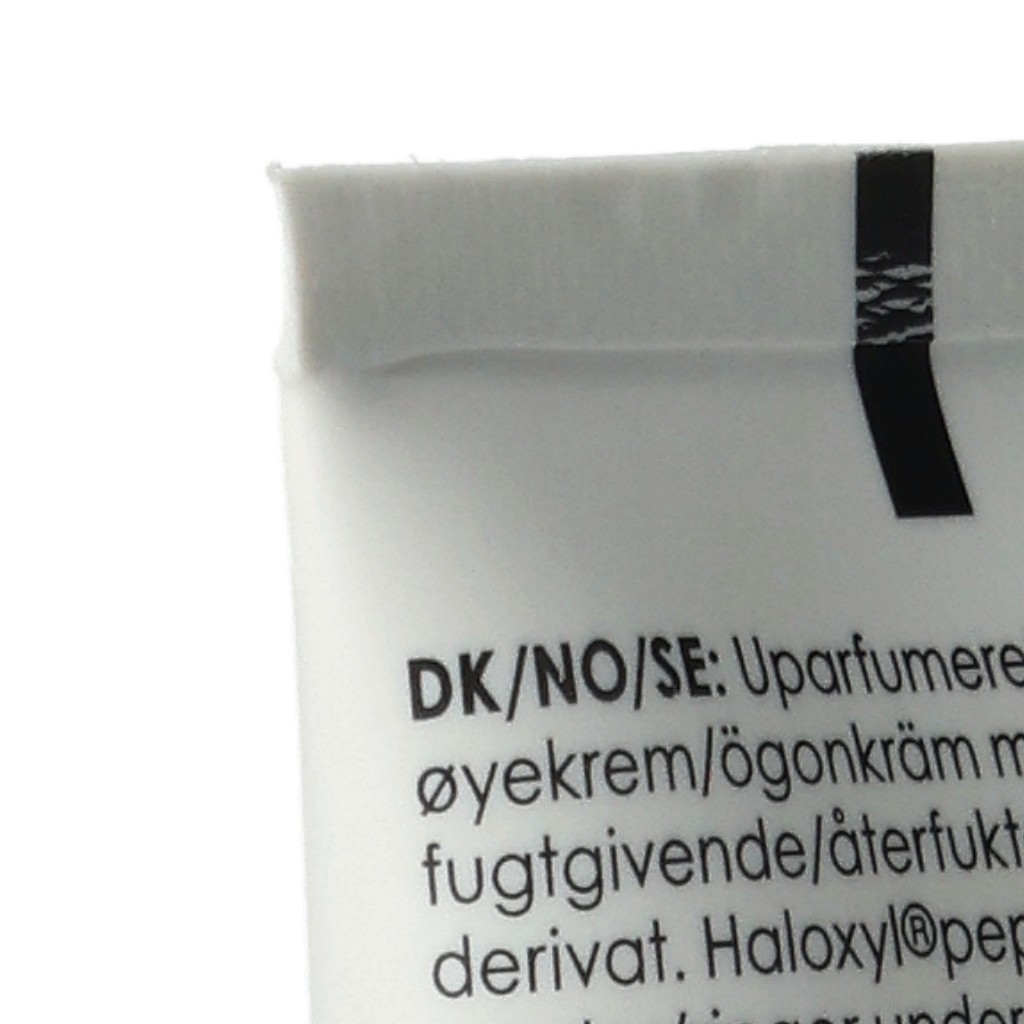 DK/NO/SE: Uparfumere
øyekrem/ögonkräm m
fugtgivende/återfukt
derivat. Haloxyl®pep